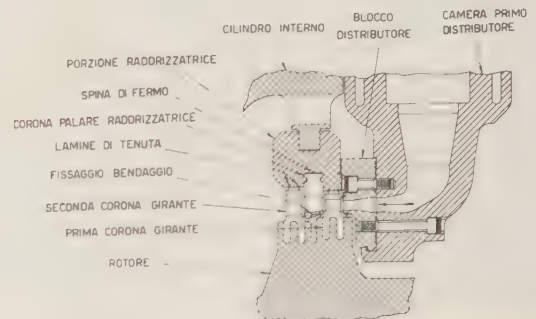 CILINDRO INTERNO
BLOCCO
DISTRIBUTORE
CAMERA PRIMO
DISTRIBUTORE
PORZIONE RADDRIZZATRICE
SPINA DI FERMO
CORONA PALARE RADDRIZZATRICE
LAMINE DI TENUTA
FISSAGGIO BENDAGGIO
SECONDA CORONA GIRANTE
PRIMA CORONA GIRANTE
ROTORE